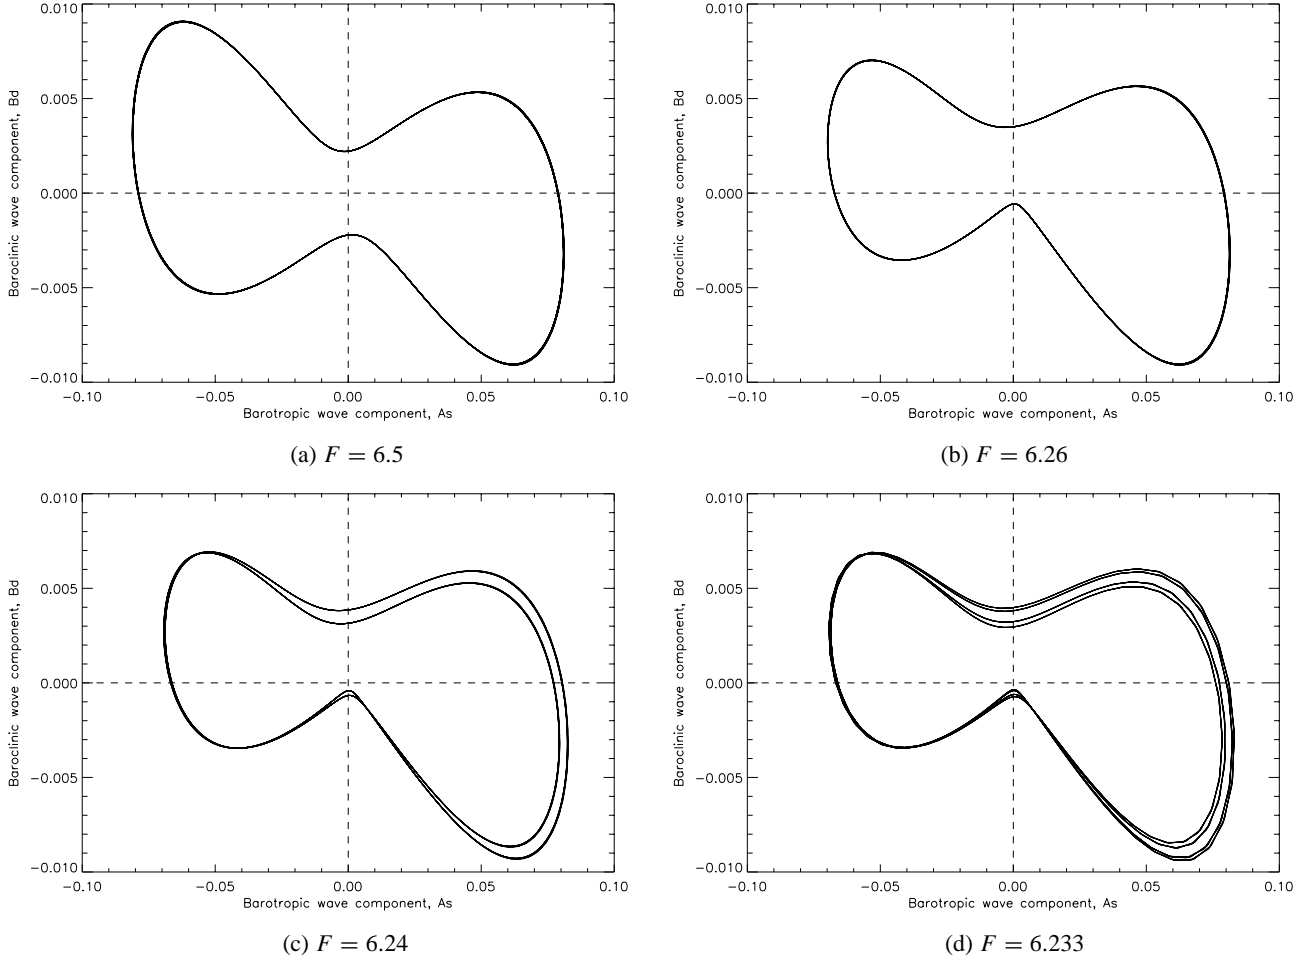 0.010
0.005
0.000
−0.005
−0.010
Baroclinic wave component, Bd
−0.10 −0.05 0.00 0.05 0.10
Barotropic wave component, As
(a) F = 6.5
0.010
0.005
0.000
−0.005
−0.010
Baroclinic wave component, Bd
−0.10 −0.05 0.00 0.05 0.10
Barotropic wave component, As
(b) F = 6.26
0.010
0.005
0.000
−0.005
−0.010
Baroclinic wave component, Bd
−0.10 −0.05 0.00 0.05 0.10
Barotropic wave component, As
(c) F = 6.24
0.010
0.005
0.000
−0.005
−0.010
Baroclinic wave component, Bd
−0.10 −0.05 0.00 0.05 0.10
Barotropic wave component, As
(d) F = 6.233